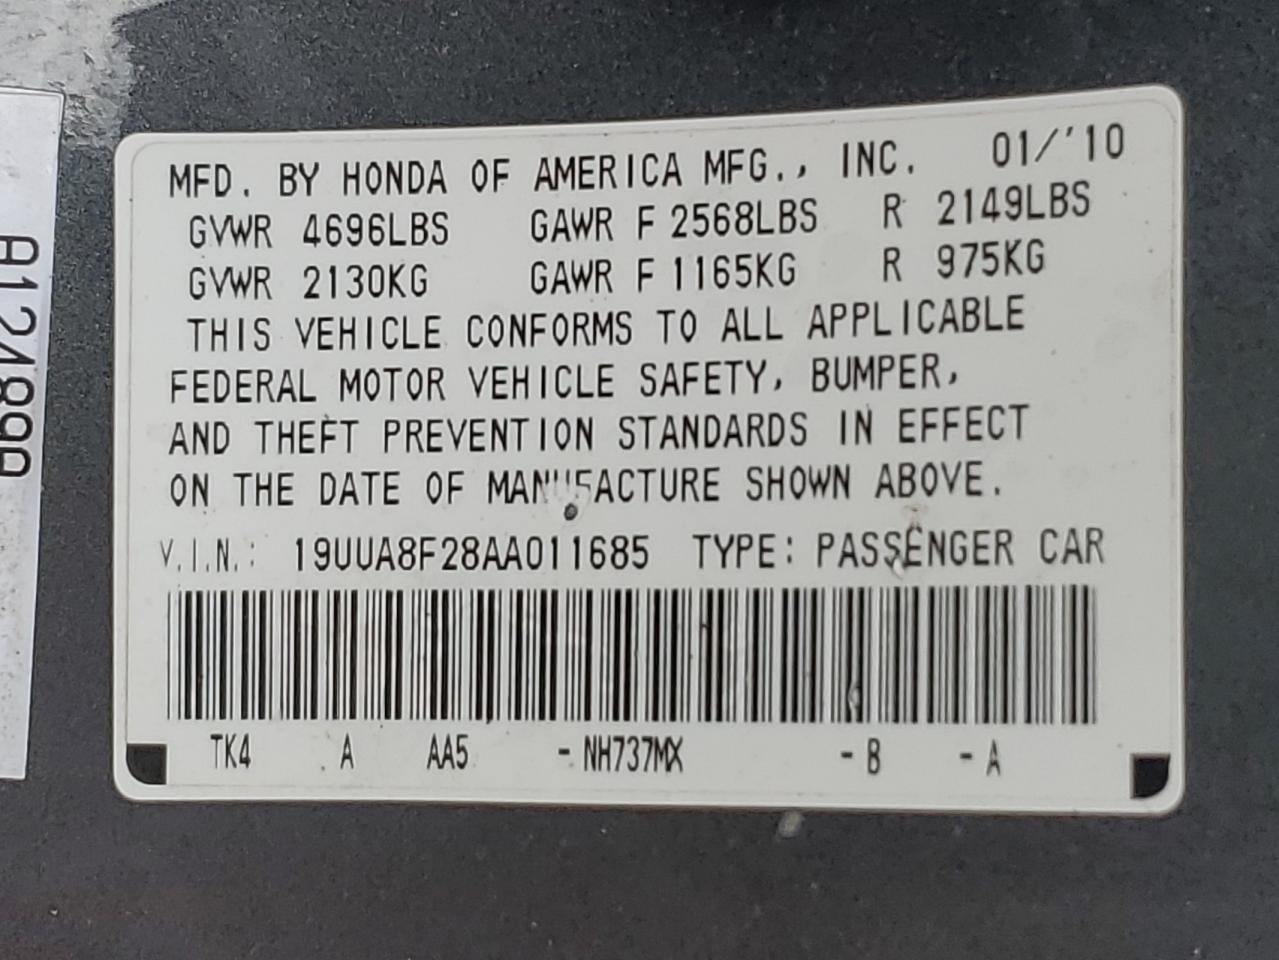 MFD. BY HONDA OF AMERICA MFG., INC. 01/'10
GVWR 4696LBS GAWR F 2568LBS R 2149LBS
GVWR 2130KG GAWR F 1165KG R 975KG
THIS VEHICLE CONFORMS TO ALL APPLICABLE
FEDERAL MOTOR VEHICLE SAFETY, BUMPER,
AND THEFT PREVENTION STANDARDS IN EFFECT
ON THE DATE OF MANUFACTURE SHOWN ABOVE.
V.I.N.: 19UUA8F28AA011685 TYPE: PASSENGER CAR
TK4 A AA5 - NH737MX - B - A